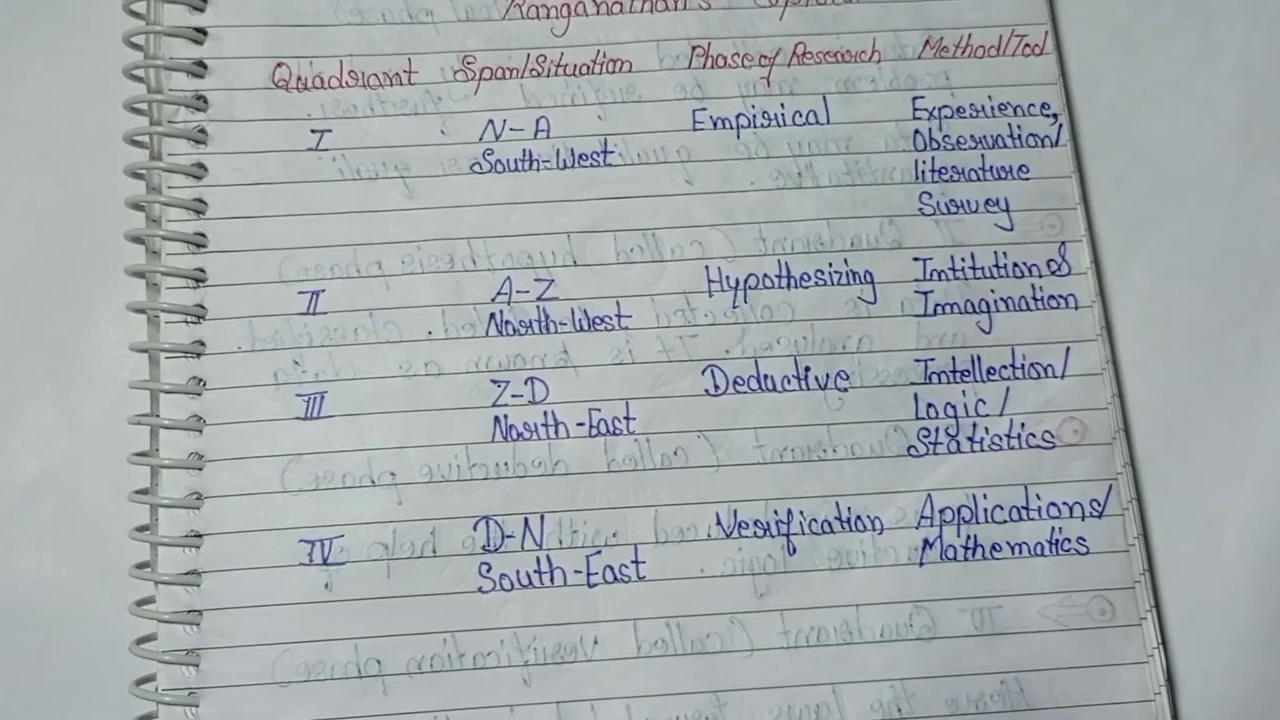 Ranganathan's
Quadrant Span/Situation Phase of Research Method/Tool
I N-A Empirical Experience,
South-West Observation/
literature
Survey
II A-Z Hypothesizing Intitution &
North-West Imagination
III Z-D Deductive Intellection/
North-East Logic/
Statistics
IV D-N Verification Applications/
South-East Mathematics